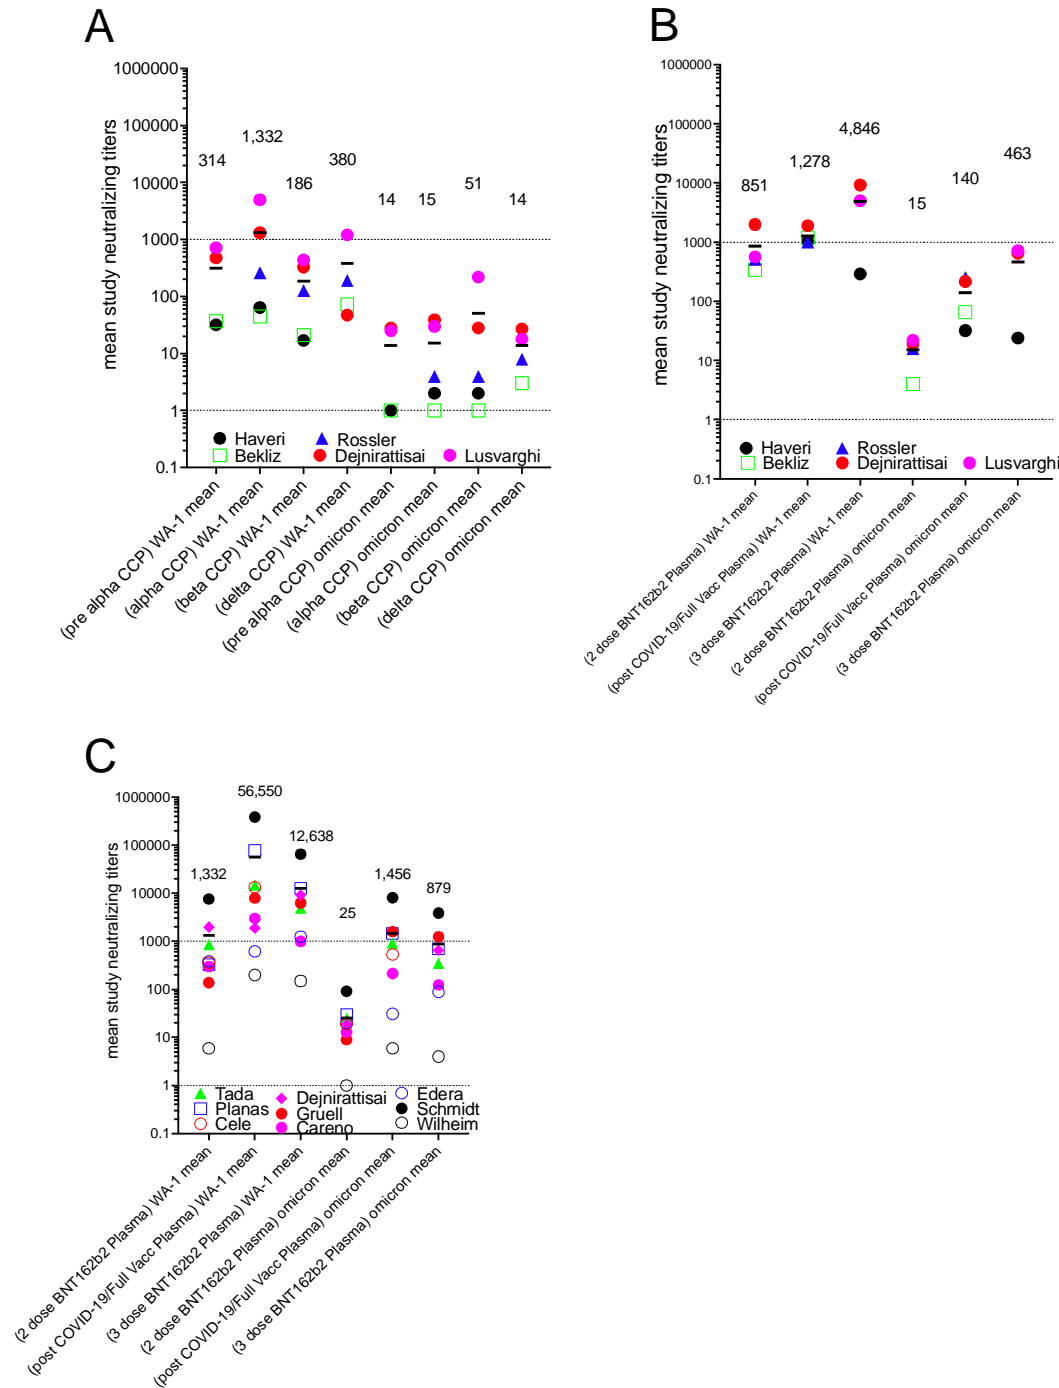 A
mean study neutralizing titers
1000000
100000
10000
1000
100
10
1
0.1
314
1,332
186
380
14
15
51
14
Haveri
Rossler
Bekliz
Dejnirattisai
Lusvarghi
(pre alpha CCP) WA-1 mean
(alpha CCP) WA-1 mean
(beta CCP) WA-1 mean
(delta CCP) WA-1 mean
(pre alpha CCP) omicron mean
(alpha CCP) omicron mean
(beta CCP) omicron mean
(delta CCP) omicron mean
B
mean study neutralizing titers
1000000
100000
10000
1000
100
10
1
0.1
851
1,278
4,846
15
140
463
Haveri
Rossler
Bekliz
Dejnirattisai
Lusvarghi
(2 dose BNT162b2 Plasma) WA-1 mean
(post COVID-19/Full Vacc Plasma) WA-1 mean
(3 dose BNT162b2 Plasma) WA-1 mean
(2 dose BNT162b2 Plasma) omicron mean
(post COVID-19/Full Vacc Plasma) omicron mean
(3 dose BNT162b2 Plasma) omicron mean
C
mean study neutralizing titers
1000000
100000
10000
1000
100
10
1
0.1
1,332
56,550
12,638
25
1,456
879
Tada
Dejnirattisai
Edera
Planas
Gruell
Schmidt
Cele
Careno
Wilheim
(2 dose BNT162b2 Plasma) WA-1 mean
(post COVID-19/Full Vacc Plasma) WA-1 mean
(3 dose BNT162b2 Plasma) WA-1 mean
(2 dose BNT162b2 Plasma) omicron mean
(post COVID-19/Full Vacc Plasma) omicron mean
(3 dose BNT162b2 Plasma) omicron mean